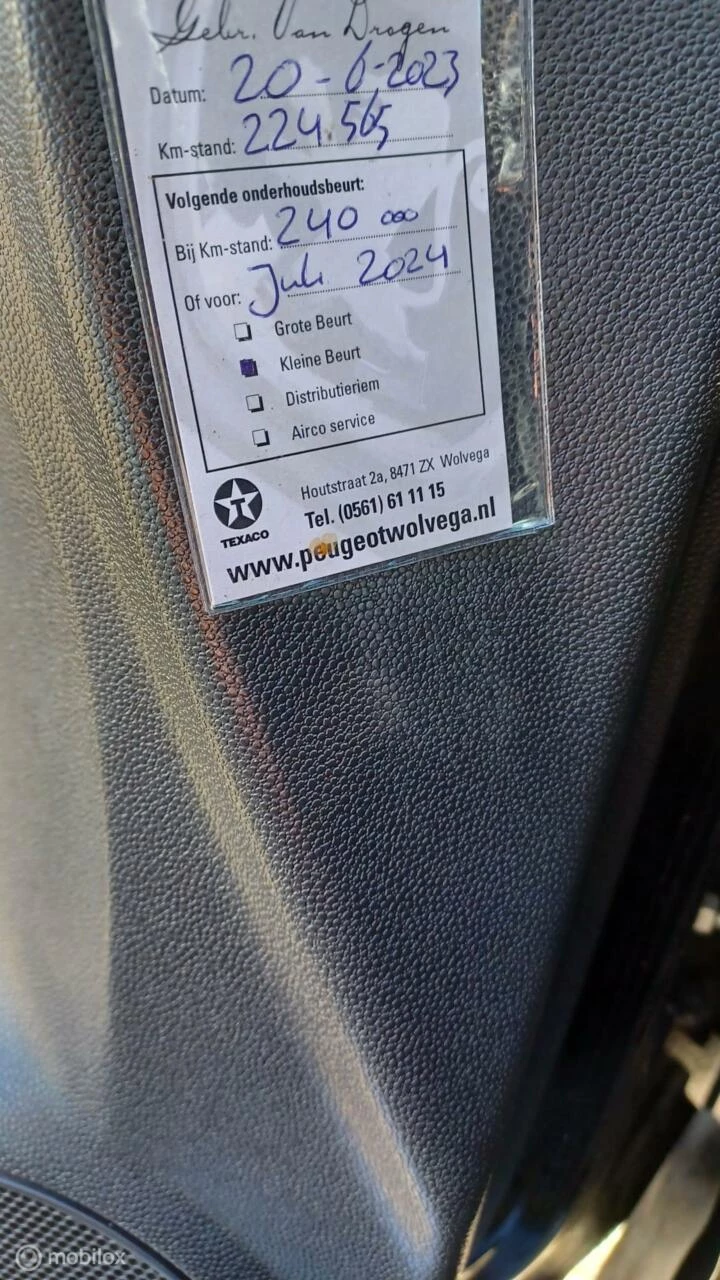 Gebr. Van Drogen
Datum: 20-6-2023
Km-stand: 224.565
Volgende onderhoudsbeurt:
Bij Km-stand: 240 000
Of voor: Juli 2024
Grote Beurt
Kleine Beurt
Distributieriem
Airco service
T
TEXACO
Houtstraat 2a, 8471 ZX Wolvega
Tel. (0561) 61 11 15
www.peugeotwolvega.nl
mobilox